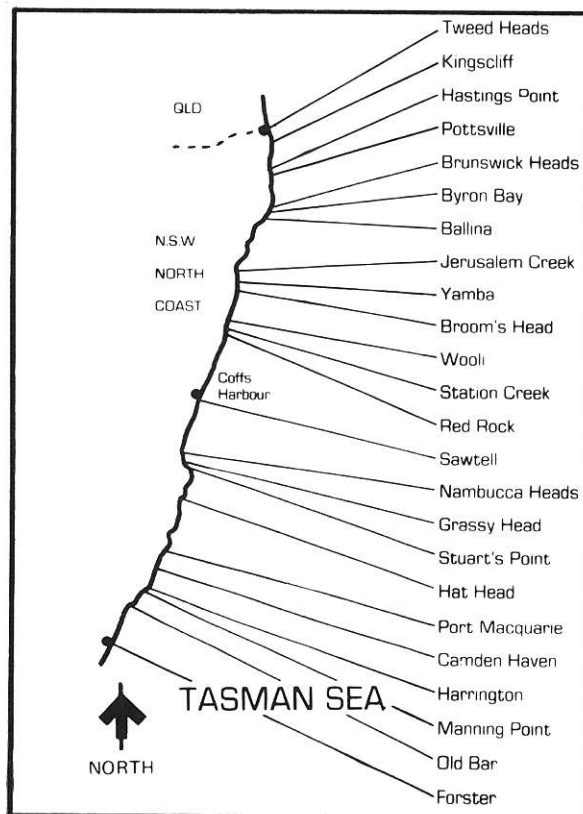 Tweed Heads
Kingscliff
Hastings Point
Pottsville
Brunswick Heads
Byron Bay
Ballina
Jerusalem Creek
Yamba
Broom's Head
Wooli
Station Creek
Red Rock
Sawtell
Nambucca Heads
Grassy Head
Stuart's Point
Hat Head
Port Macquarie
Camden Haven
Harrington
Manning Point
Old Bar
Forster
QLD
N.S.W
NORTH
COAST
Coffs
Harbour
TASMAN SEA
NORTH